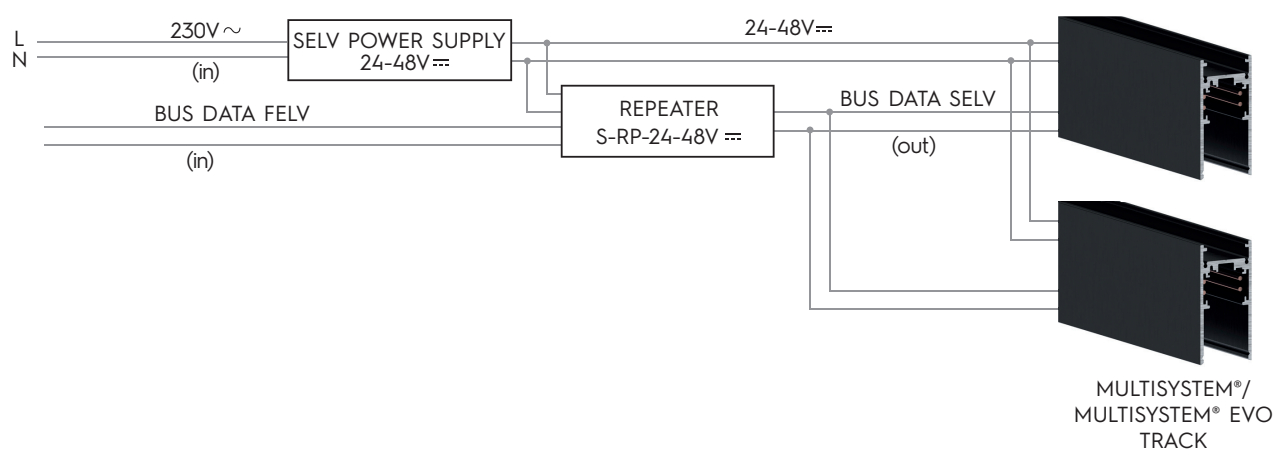 L
N
230V ~
(in)
SELV POWER SUPPLY
24-48V ⎓
24-48V ⎓
BUS DATA FELV
(in)
REPEATER
S-RP-24-48V ⎓
BUS DATA SELV
(out)
MULTISYSTEM®/
MULTISYSTEM® EVO
TRACK